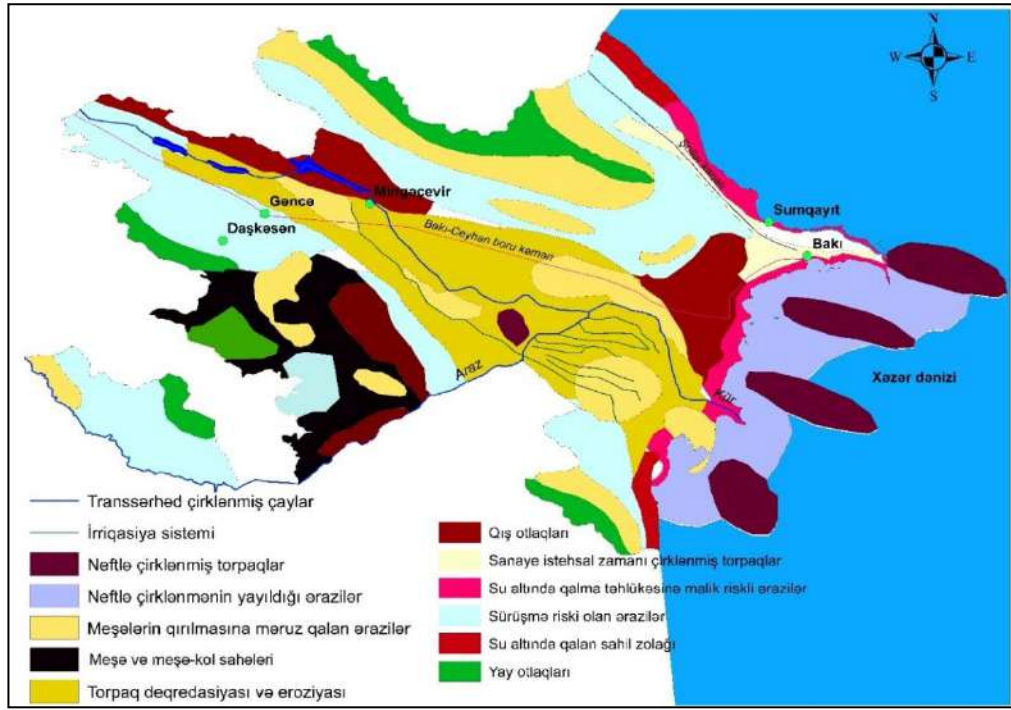 N
W E
S
Sumqayıt
Bakı
Mingəçevir
Gəncə
Daşkəsən
Bakı-Ceyhan boru kəməri
Xəzər dənizi
Araz
Kür
Transsərhəd çirklənmiş çaylar
İrriqasiya sistemi
Neftlə çirklənmiş torpaqlar
Neftlə çirklənmənin yayıldığı ərazilər
Meşələrin qırılmasına məruz qalan ərazilər
Meşə və meşə-kol sahələri
Torpaq deqredasiyası və eroziyası
Qış otlaqları
Sənaye istehsal zamanı çirklənmiş torpaqlar
Su altında qalma təhlükəsinə malik riskli ərazilər
Sürüşmə riski olan ərazilər
Su altında qalan sahil zolağı
Yay otlaqları